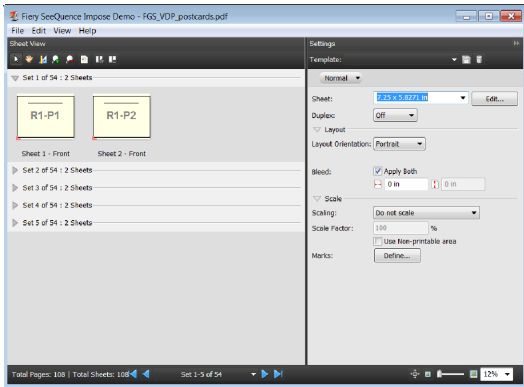 Fiery SeeQuence Impose Demo - FGS_VDP_postcards.pdf
File Edit View Help
Sheet View
Settings
Template:
Normal
Set 1 of 54 : 2 Sheets
R1-P1
R1-P2
Sheet 1 - Front
Sheet 2 - Front
Set 2 of 54 : 2 Sheets
Set 3 of 54 : 2 Sheets
Set 4 of 54 : 2 Sheets
Set 5 of 54 : 2 Sheets
Sheet: 7.25 x 5.8271 in Edit...
Duplex: Off
Layout
Layout Orientation: Portrait
Bleed: Apply Both
0 in 0 in
Scale
Scaling: Do not scale
Scale Factor: 100 %
Use Non-printable area
Marks: Define...
Total Pages: 108 | Total Sheets: 108 Set 1-5 of 54 12%